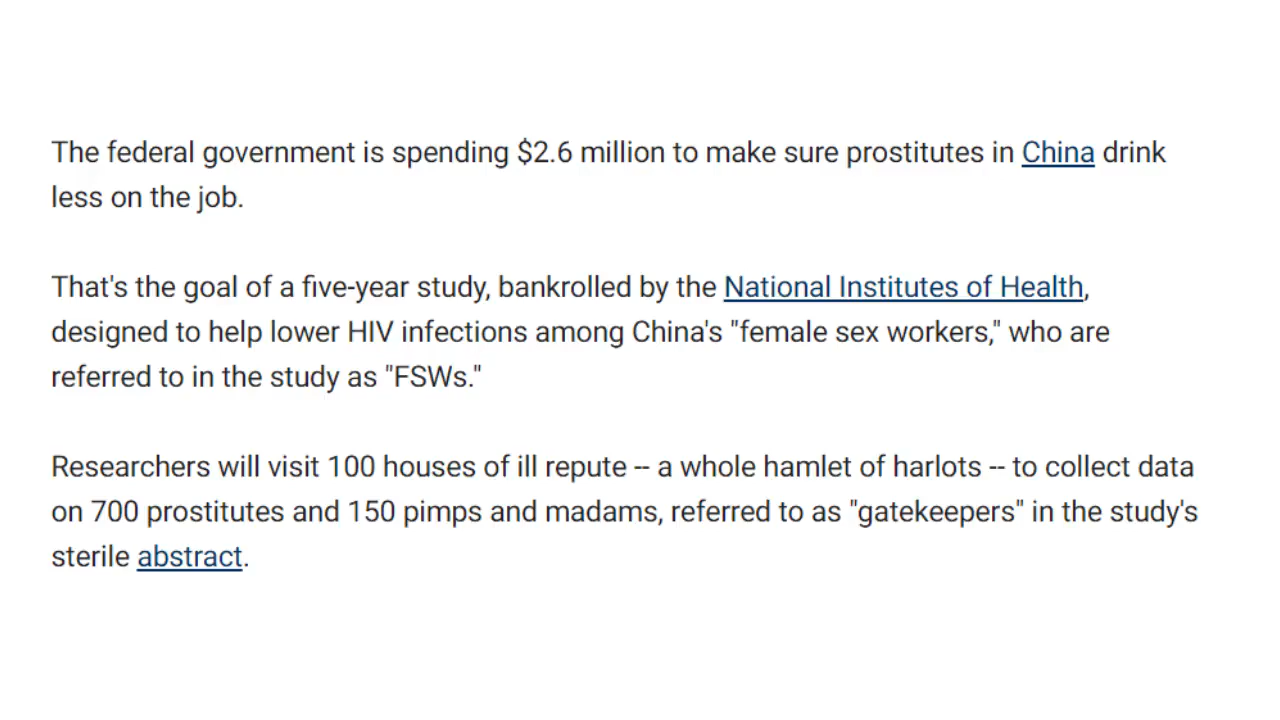 The federal government is spending $2.6 million to make sure prostitutes in China drink
less on the job.
That's the goal of a five-year study, bankrolled by the National Institutes of Health,
designed to help lower HIV infections among China's "female sex workers," who are
referred to in the study as "FSWs."
Researchers will visit 100 houses of ill repute -- a whole hamlet of harlots -- to collect data
on 700 prostitutes and 150 pimps and madams, referred to as "gatekeepers" in the study's
sterile abstract.